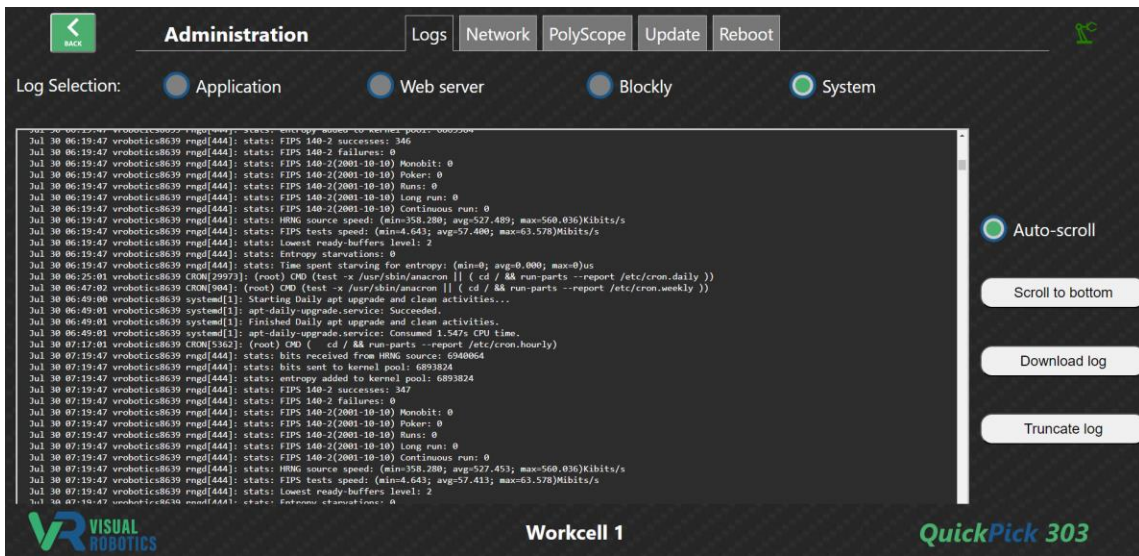 BACK
Administration
Logs Network PolyScope Update Reboot
Log Selection: Application Web server Blockly System
Jul 30 06:19:47 vrobotics8639 rngd[444]: stats: entropy added to kernel pool:
Jul 30 06:19:47 vrobotics8639 rngd[444]: stats: FIPS 140-2 successes: 346
Jul 30 06:19:47 vrobotics8639 rngd[444]: stats: FIPS 140-2 failures: 0
Jul 30 06:19:47 vrobotics8639 rngd[444]: stats: FIPS 140-2(2001-10-10) Monobit: 0
Jul 30 06:19:47 vrobotics8639 rngd[444]: stats: FIPS 140-2(2001-10-10) Poker: 0
Jul 30 06:19:47 vrobotics8639 rngd[444]: stats: FIPS 140-2(2001-10-10) Runs: 0
Jul 30 06:19:47 vrobotics8639 rngd[444]: stats: FIPS 140-2(2001-10-10) Long run: 0
Jul 30 06:19:47 vrobotics8639 rngd[444]: stats: FIPS 140-2(2001-10-10) Continuous run: 0
Jul 30 06:19:47 vrobotics8639 rngd[444]: stats: HRNG source speed: (min=358.280; avg=527.489; max=560.036)Kibits/s
Jul 30 06:19:47 vrobotics8639 rngd[444]: stats: FIPS tests speed: (min=4.643; avg=57.400; max=63.578)Mibits/s
Jul 30 06:19:47 vrobotics8639 rngd[444]: stats: Lowest ready-buffers level: 2
Jul 30 06:19:47 vrobotics8639 rngd[444]: stats: Entropy starvations: 0
Jul 30 06:19:47 vrobotics8639 rngd[444]: stats: Time spent starving for entropy: (min=0; avg=0.000; max=0)us
Jul 30 06:25:01 vrobotics8639 CRON[29973]: (root) CMD (test -x /usr/sbin/anacron || ( cd / && run-parts --report /etc/cron.daily ))
Jul 30 06:47:02 vrobotics8639 CRON[904]: (root) CMD (test -x /usr/sbin/anacron || ( cd / && run-parts --report /etc/cron.weekly ))
Jul 30 06:49:00 vrobotics8639 systemd[1]: Starting Daily apt upgrade and clean activities...
Jul 30 06:49:01 vrobotics8639 systemd[1]: apt-daily-upgrade.service: Succeeded.
Jul 30 06:49:01 vrobotics8639 systemd[1]: Finished Daily apt upgrade and clean activities.
Jul 30 06:49:01 vrobotics8639 systemd[1]: apt-daily-upgrade.service: Consumed 1.547s CPU time.
Jul 30 07:17:01 vrobotics8639 CRON[5362]: (root) CMD (   cd / && run-parts --report /etc/cron.hourly)
Jul 30 07:19:47 vrobotics8639 rngd[444]: stats: bits received from HRNG source: 6940064
Jul 30 07:19:47 vrobotics8639 rngd[444]: stats: bits sent to kernel pool: 6893824
Jul 30 07:19:47 vrobotics8639 rngd[444]: stats: entropy added to kernel pool: 6893824
Jul 30 07:19:47 vrobotics8639 rngd[444]: stats: FIPS 140-2 successes: 347
Jul 30 07:19:47 vrobotics8639 rngd[444]: stats: FIPS 140-2 failures: 0
Jul 30 07:19:47 vrobotics8639 rngd[444]: stats: FIPS 140-2(2001-10-10) Monobit: 0
Jul 30 07:19:47 vrobotics8639 rngd[444]: stats: FIPS 140-2(2001-10-10) Poker: 0
Jul 30 07:19:47 vrobotics8639 rngd[444]: stats: FIPS 140-2(2001-10-10) Runs: 0
Jul 30 07:19:47 vrobotics8639 rngd[444]: stats: FIPS 140-2(2001-10-10) Long run: 0
Jul 30 07:19:47 vrobotics8639 rngd[444]: stats: FIPS 140-2(2001-10-10) Continuous run: 0
Jul 30 07:19:47 vrobotics8639 rngd[444]: stats: HRNG source speed: (min=358.280; avg=527.453; max=560.036)Kibits/s
Jul 30 07:19:47 vrobotics8639 rngd[444]: stats: FIPS tests speed: (min=4.643; avg=57.413; max=63.578)Mibits/s
Jul 30 07:19:47 vrobotics8639 rngd[444]: stats: Lowest ready-buffers level: 2
Jul 30 07:19:47 vrobotics8639 rngd[444]: stats: Entropy starvations: 0
Auto-scroll
Scroll to bottom
Download log
Truncate log
VR VISUAL ROBOTICS
Workcell 1
QuickPick 303